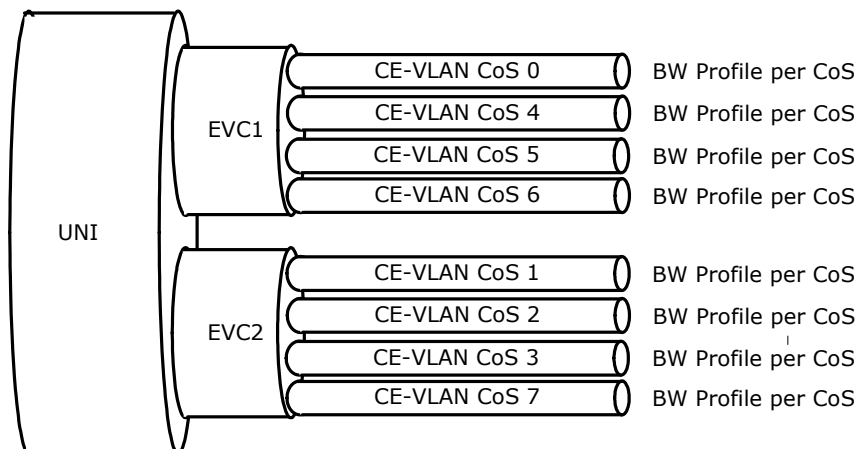 CE-VLAN CoS 0 BW Profile per CoS
CE-VLAN CoS 4 BW Profile per CoS
EVC1
CE-VLAN CoS 5 BW Profile per CoS
CE-VLAN CoS 6 BW Profile per CoS
UNI
CE-VLAN CoS 1 BW Profile per CoS
CE-VLAN CoS 2 BW Profile per CoS
EVC2
CE-VLAN CoS 3 BW Profile per CoS
CE-VLAN CoS 7 BW Profile per CoS